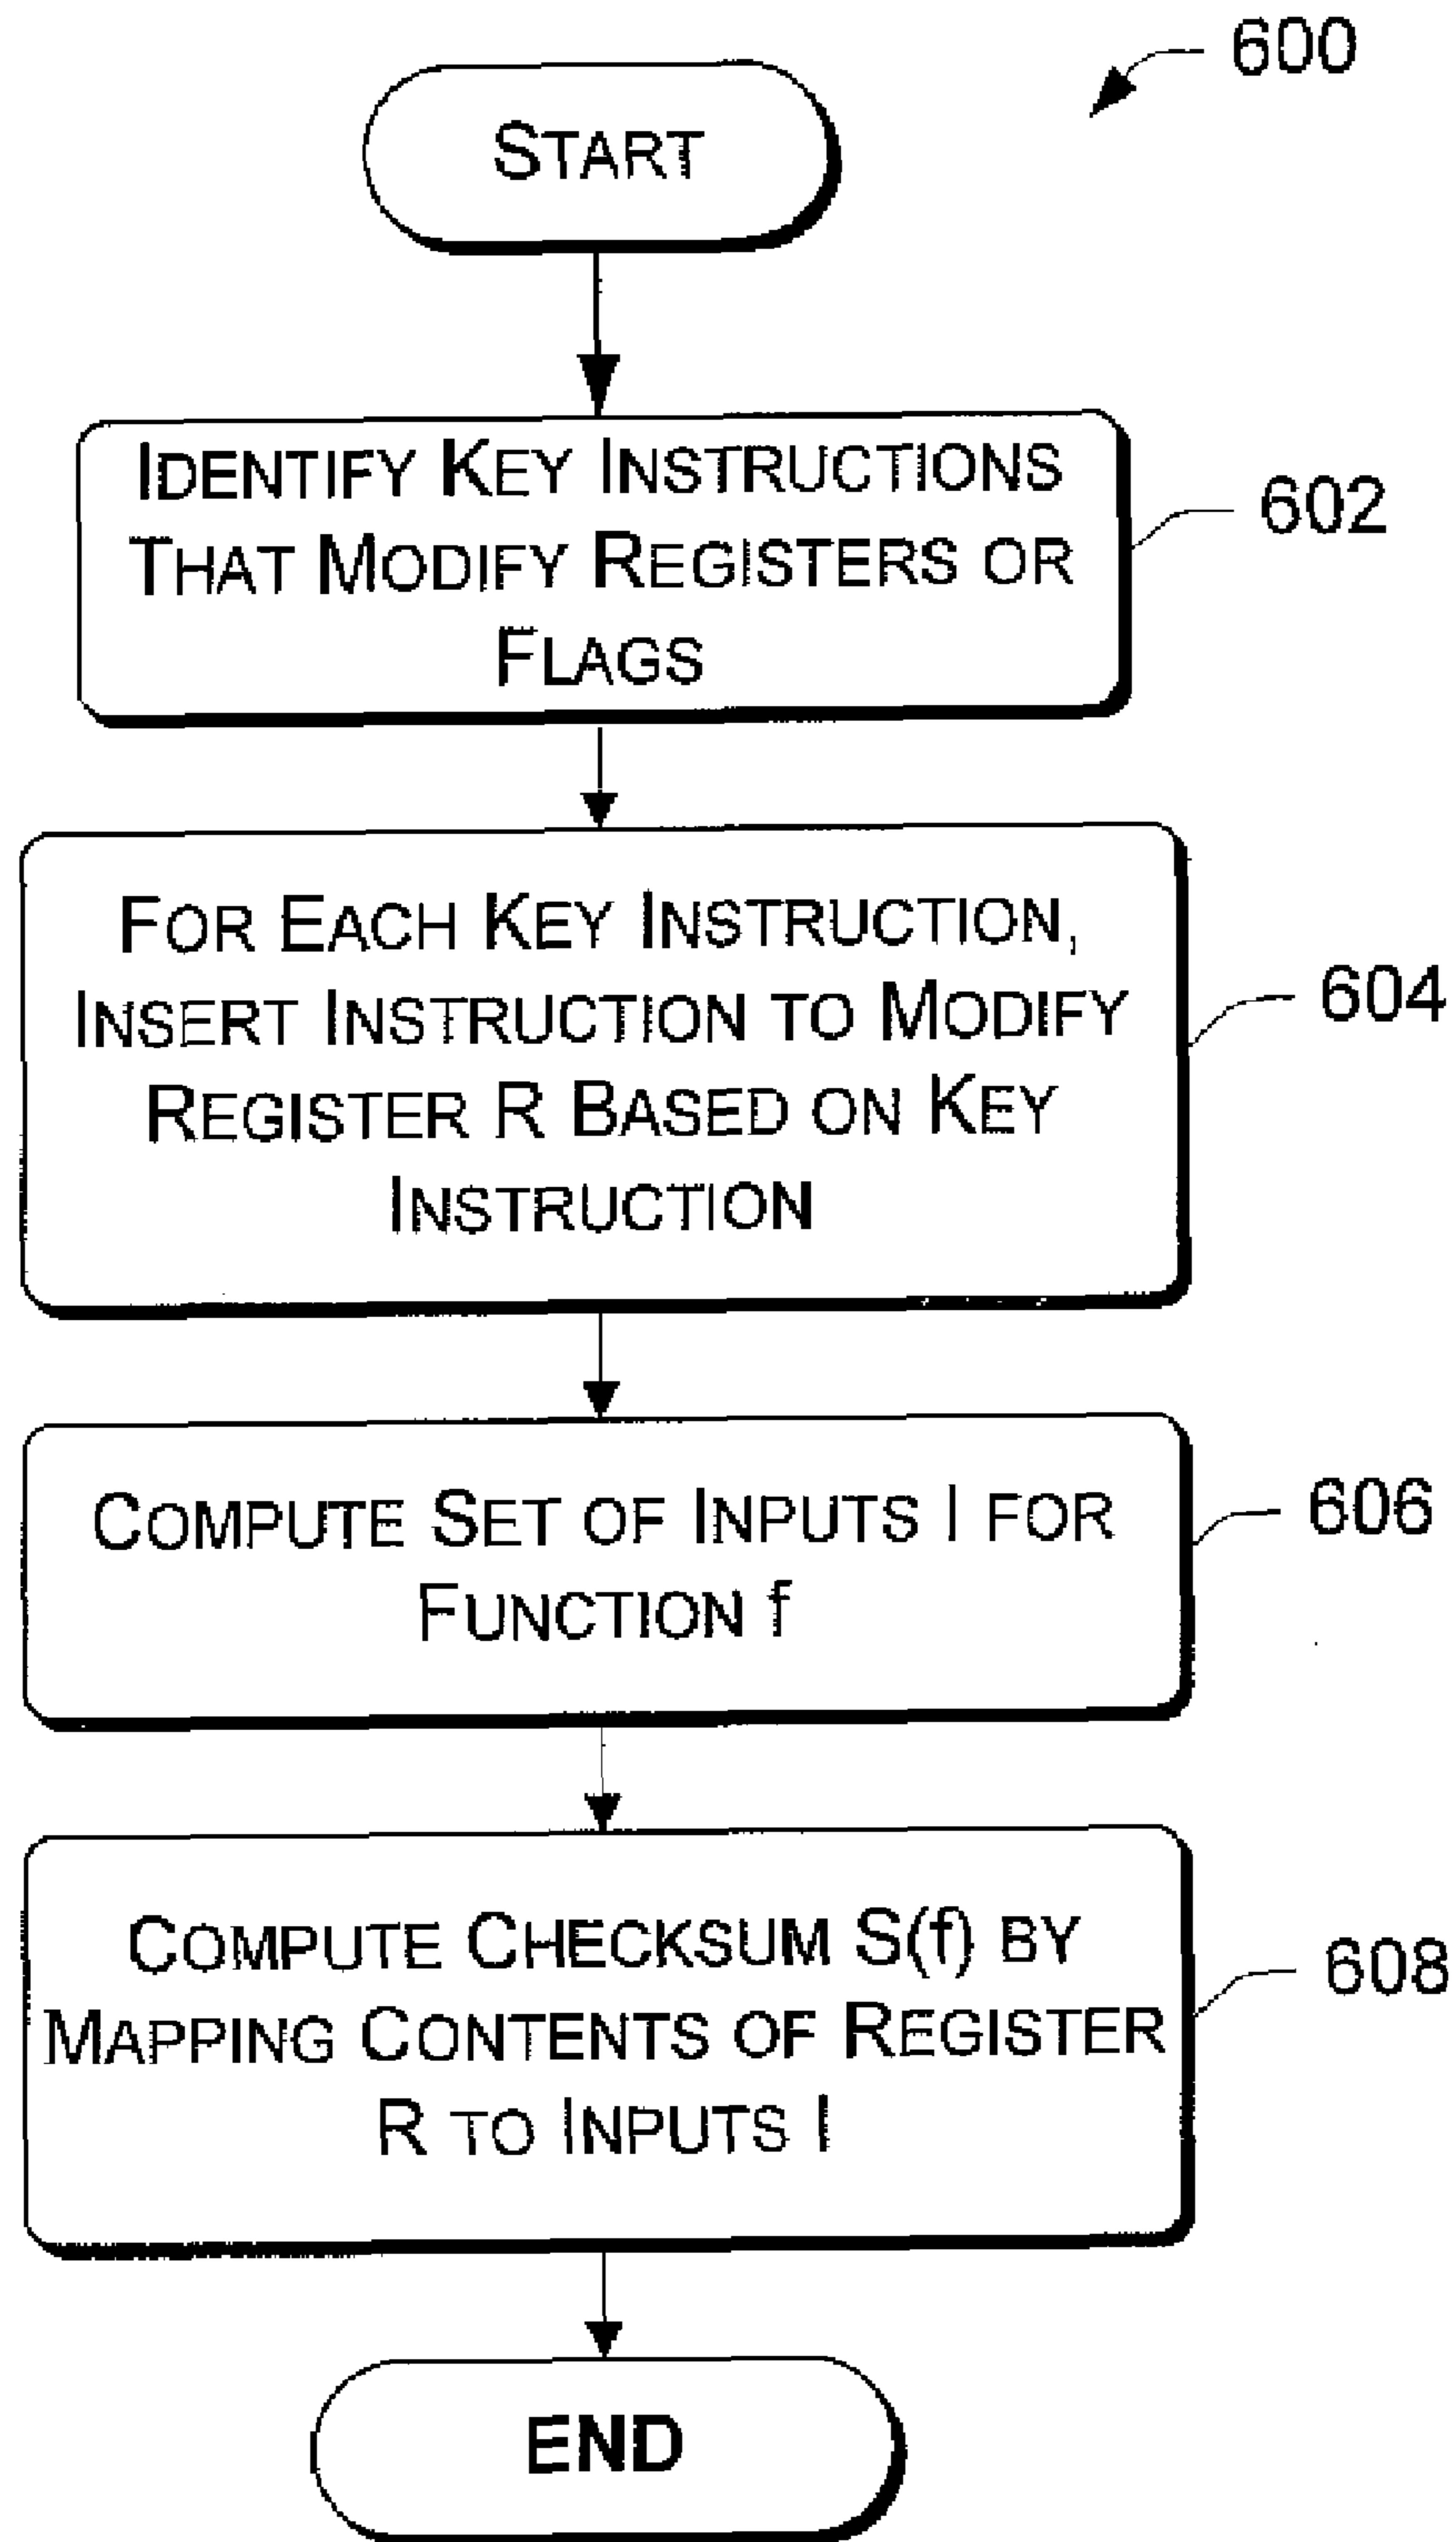 600
START
IDENTIFY KEY INSTRUCTIONS
THAT MODIFY REGISTERS OR
FLAGS
602
FOR EACH KEY INSTRUCTION,
INSERT INSTRUCTION TO MODIFY
REGISTER R BASED ON KEY
INSTRUCTION
604
COMPUTE SET OF INPUTS I FOR
FUNCTION f
606
COMPUTE CHECKSUM S(f) BY
MAPPING CONTENTS OF REGISTER
R TO INPUTS I
608
END